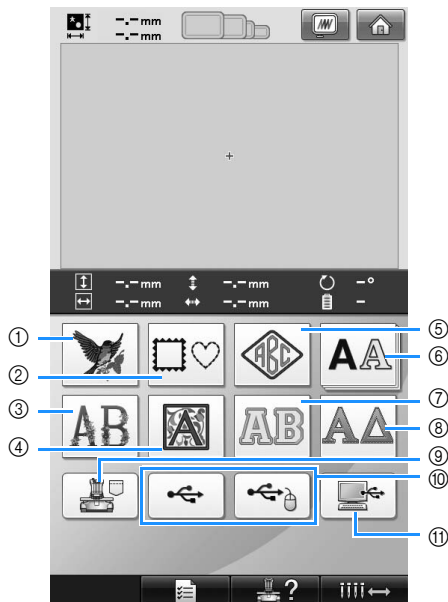 -.- mm
-.- mm
-.- mm -.- mm -°
-.- mm -.- mm -
① ② ABC ⑤ AA ⑥
③ AB ④ A AB ⑦ AA ⑧
⑨
⑩
⑪
?